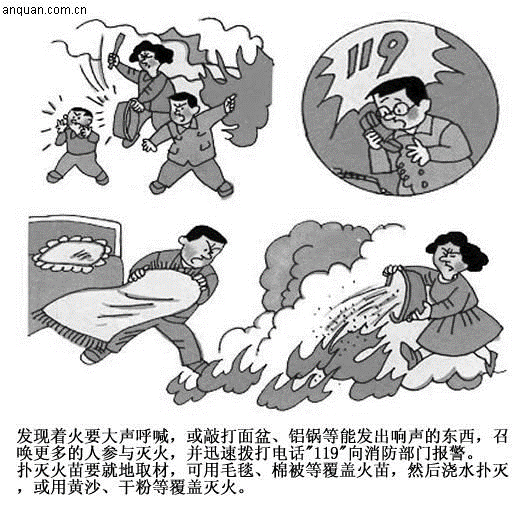 anquan.com.cn
119
发现着火要大声呼喊，或敲打面盆、铝锅等能发出响声的东西，召
唤更多的人参与灭火，并迅速拨打电话"119"向消防部门报警。
扑灭火苗要就地取材，可用毛毯、棉被等覆盖火苗，然后浇水扑灭
，或用黄沙、干粉等覆盖灭火。